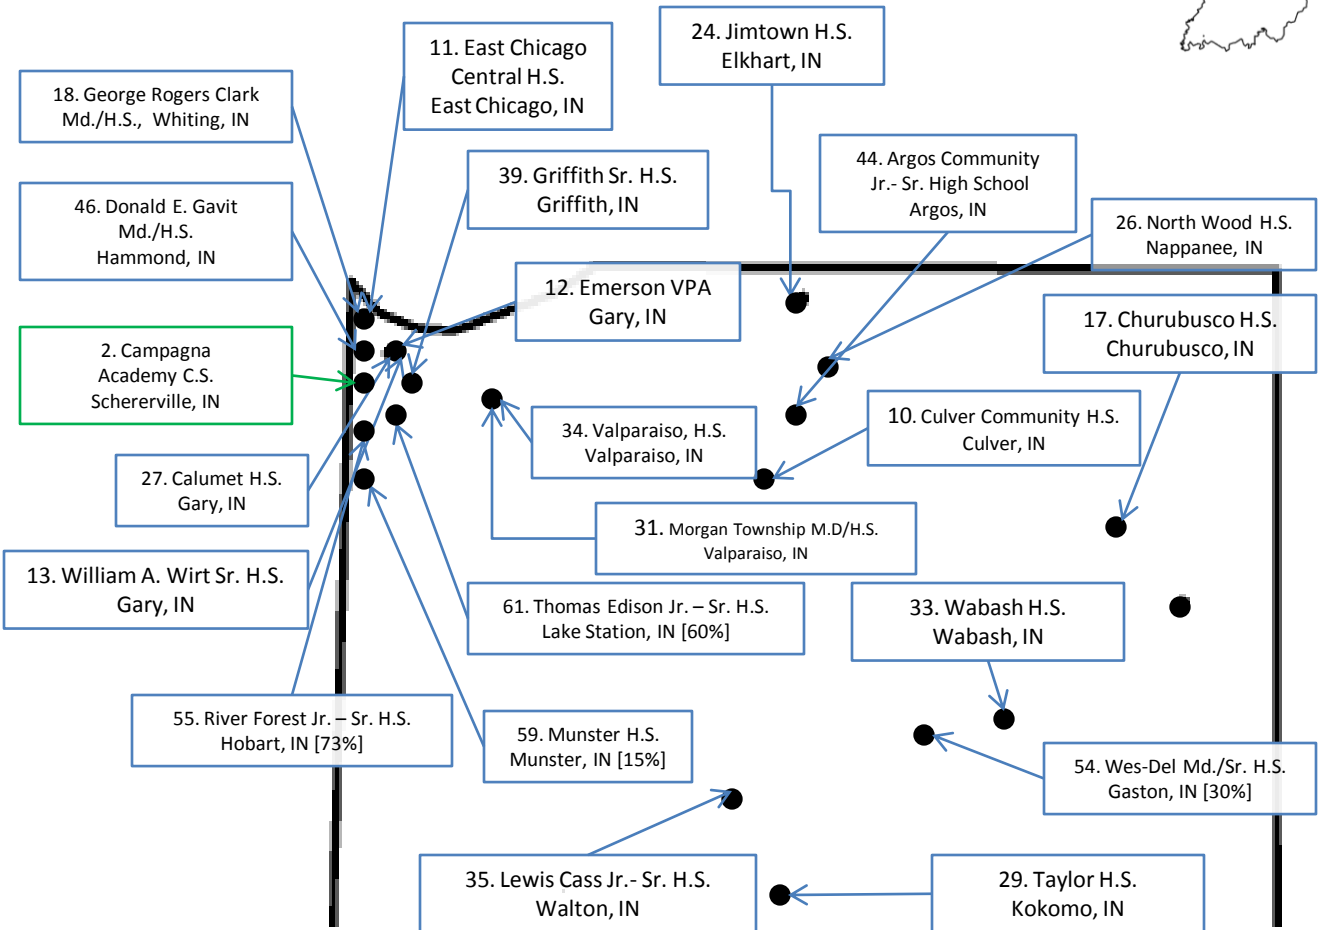 24. Jimtown H.S.
Elkhart, IN
11. East Chicago
Central H.S.
East Chicago, IN
18. George Rogers Clark
Md./H.S., Whiting, IN
44. Argos Community
Jr.- Sr. High School
Argos, IN
39. Griffith Sr. H.S.
Griffith, IN
46. Donald E. Gavit
Md./H.S.
Hammond, IN
26. North Wood H.S.
Nappanee, IN
12. Emerson VPA
Gary, IN
17. Churubusco H.S.
Churubusco, IN
2. Campagna
Academy C.S.
Schererville, IN
34. Valparaiso, H.S.
Valparaiso, IN
10. Culver Community H.S.
Culver, IN
27. Calumet H.S.
Gary, IN
31. Morgan Township M.D/H.S.
Valparaiso, IN
13. William A. Wirt Sr. H.S.
Gary, IN
61. Thomas Edison Jr. – Sr. H.S.
Lake Station, IN [60%]
33. Wabash H.S.
Wabash, IN
55. River Forest Jr. – Sr. H.S.
Hobart, IN [73%]
59. Munster H.S.
Munster, IN [15%]
54. Wes-Del Md./Sr. H.S.
Gaston, IN [30%]
35. Lewis Cass Jr.- Sr. H.S.
Walton, IN
29. Taylor H.S.
Kokomo, IN